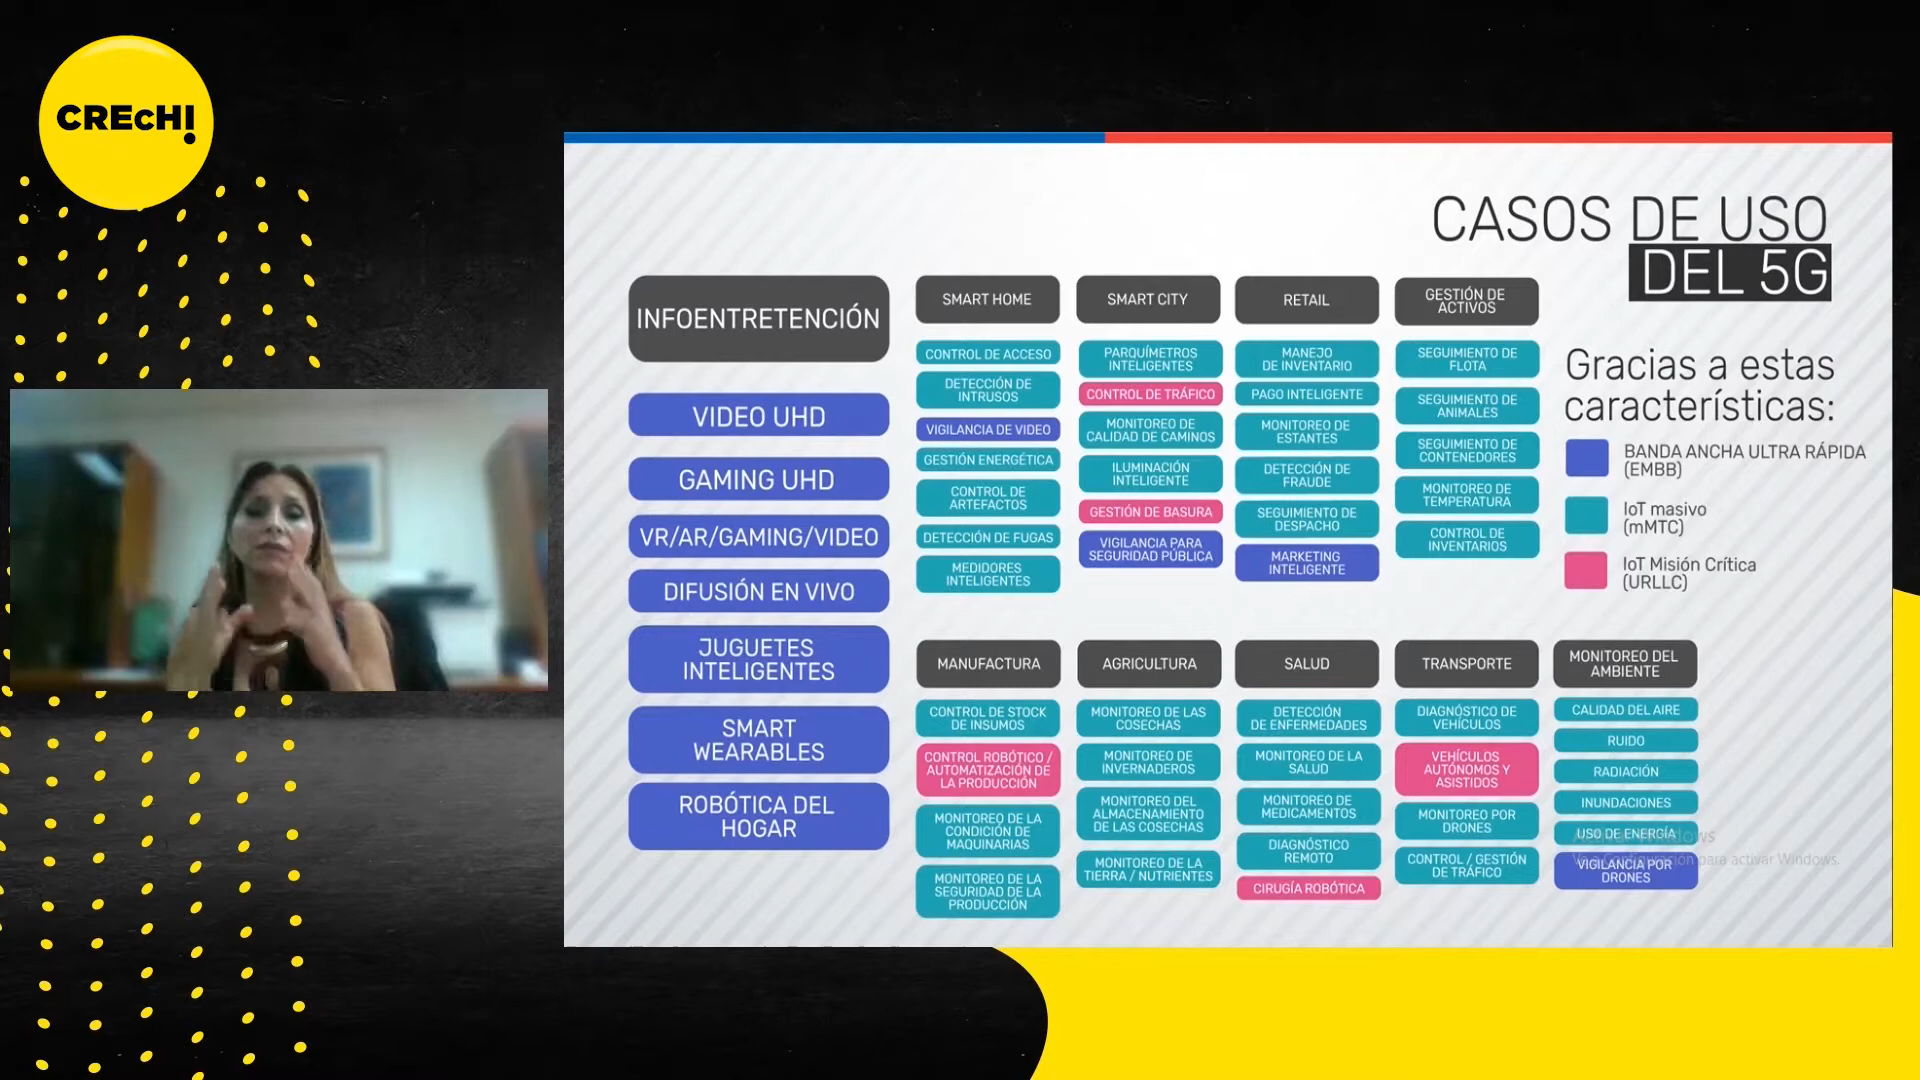 CREcH!
CASOS DE USO
DEL 5G
INFOENTRETENCIÓN
VIDEO UHD
GAMING UHD
VR/AR/GAMING/VIDEO
DIFUSIÓN EN VIVO
JUGUETES
INTELIGENTES
SMART
WEARABLES
ROBÓTICA DEL
HOGAR
SMART HOME
CONTROL DE ACCESO
DETECCIÓN DE
INTRUSOS
VIGILANCIA DE VIDEO
GESTIÓN ENERGÉTICA
CONTROL DE
ARTEFACTOS
DETECCIÓN DE FUGAS
MEDIDORES
INTELIGENTES
SMART CITY
PARQUÍMETROS
INTELIGENTES
CONTROL DE TRÁFICO
MONITOREO DE
CALIDAD DE CAMINOS
ILUMINACIÓN
INTELIGENTE
GESTIÓN DE BASURA
VIGILANCIA PARA
SEGURIDAD PÚBLICA
RETAIL
MANEJO
DE INVENTARIO
PAGO INTELIGENTE
MONITOREO DE
ESTANTES
DETECCIÓN DE
FRAUDE
SEGUIMIENTO DE
DESPACHO
MARKETING
INTELIGENTE
GESTIÓN DE
ACTIVOS
SEGUIMIENTO DE
FLOTA
SEGUIMIENTO DE
ANIMALES
SEGUIMIENTO DE
CONTENEDORES
MONITOREO DE
TEMPERATURA
CONTROL DE
INVENTARIOS
Gracias a estas
características:
BANDA ANCHA ULTRA RÁPIDA
(EMBB)
IoT masivo
(mMTC)
IoT Misión Crítica
(URLLC)
MANUFACTURA
CONTROL DE STOCK
DE INSUMOS
CONTROL ROBÓTICO /
AUTOMATIZACIÓN DE
LA PRODUCCIÓN
MONITOREO DE LA
CONDICIÓN DE
MAQUINARIAS
MONITOREO DE LA
SEGURIDAD DE LA
PRODUCCIÓN
AGRICULTURA
MONITOREO DE LAS
COSECHAS
MONITOREO DE
INVERNADEROS
MONITOREO DEL
ALMACENAMIENTO
DE LAS COSECHAS
MONITOREO DE LA
TIERRA / NUTRIENTES
SALUD
DETECCIÓN
DE ENFERMEDADES
MONITOREO DE LA
SALUD
MONITOREO DE
MEDICAMENTOS
DIAGNÓSTICO
REMOTO
CIRUGÍA ROBÓTICA
TRANSPORTE
DIAGNÓSTICO DE
VEHÍCULOS
VEHÍCULOS
AUTÓNOMOS Y
ASISTIDOS
MONITOREO POR
DRONES
CONTROL / GESTIÓN
DE TRÁFICO
MONITOREO DEL
AMBIENTE
CALIDAD DEL AIRE
RUIDO
RADIACIÓN
INUNDACIONES
USO DE ENERGÍA
VIGILANCIA POR
DRONES
para activar Windows.